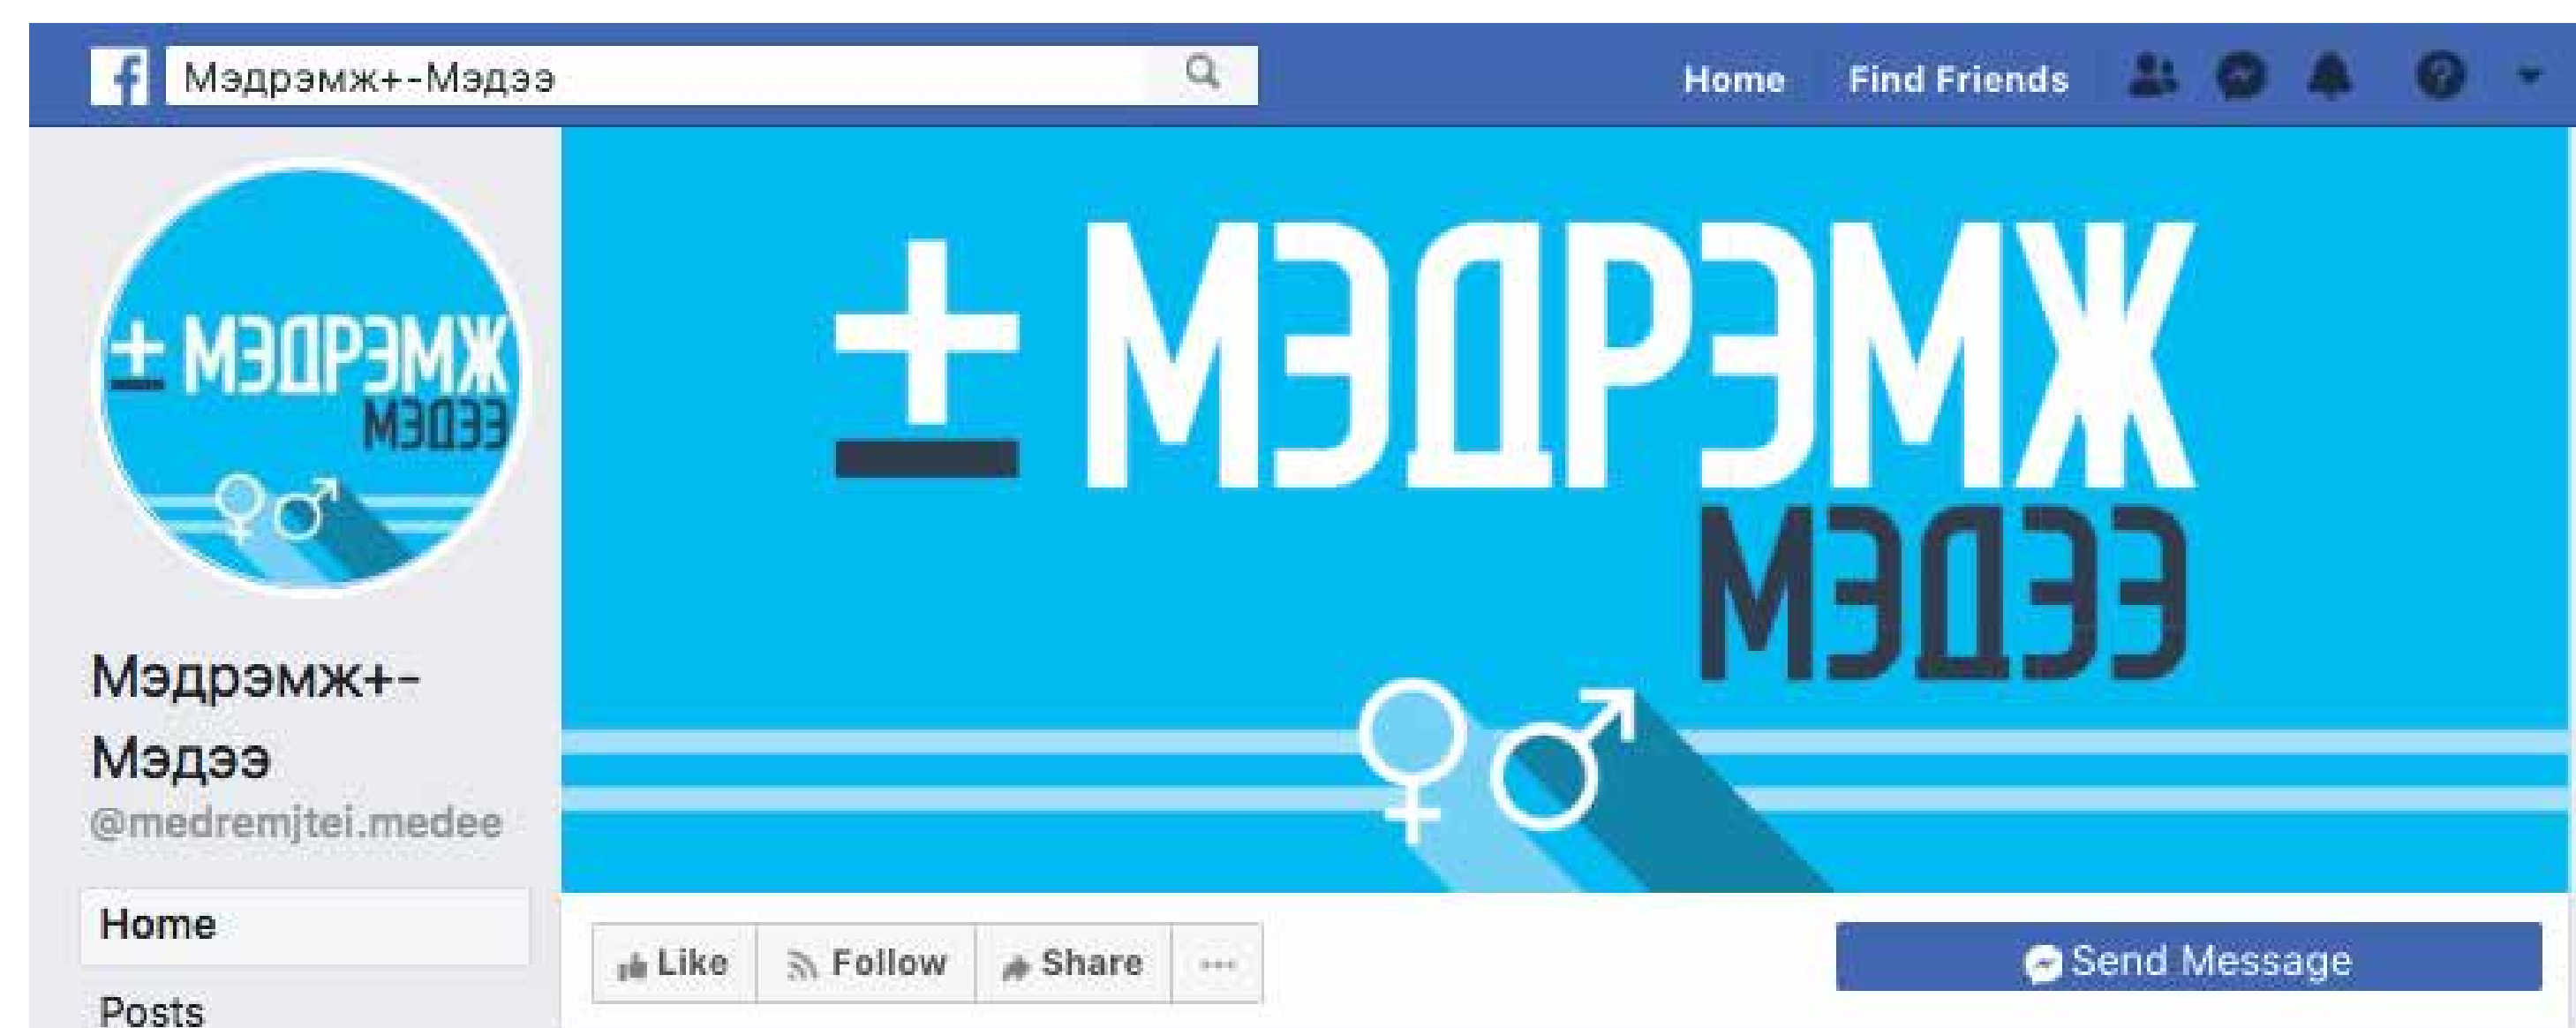 Мэдрэмж+-Мэдээ
Home Find Friends
± МЭДРЭМЖ
МЭДЭЭ
Мэдрэмж+-
Мэдээ
@medremjtei.medee
Home
Posts
± МЭДРЭМЖ
МЭДЭЭ
Like Follow Share ...
Send Message